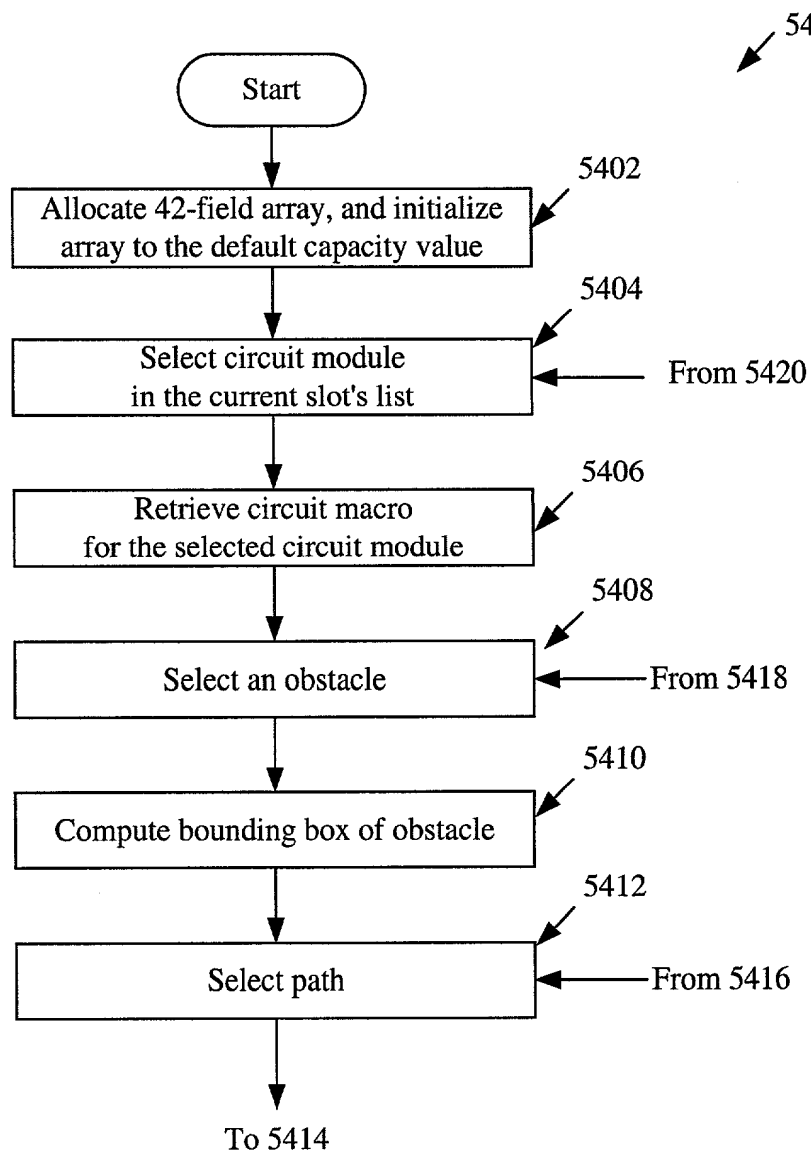 54
Start
5402
Allocate 42-field array, and initialize
array to the default capacity value
5404
Select circuit module
in the current slot's list
From 5420
5406
Retrieve circuit macro
for the selected circuit module
5408
Select an obstacle
From 5418
5410
Compute bounding box of obstacle
5412
Select path
From 5416
To 5414